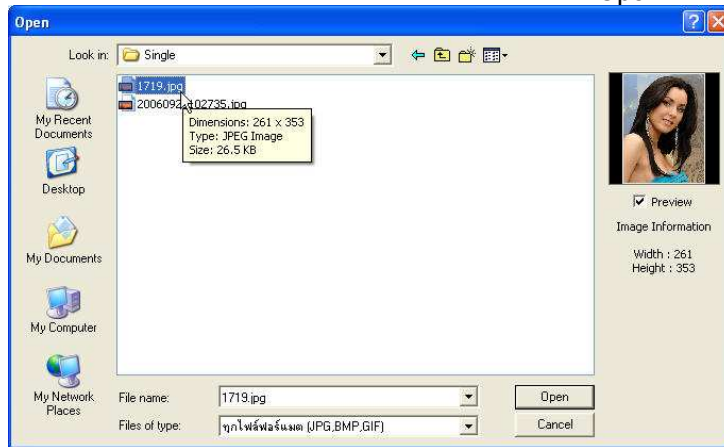 Open
Look in:
Single
My Recent
Documents
Desktop
My Documents
My Computer
My Network
Places
1719.jpg
Dimensions: 261 x 353
Type: JPEG Image
Size: 26.5 KB
Preview
Image Information
Width : 261
Height : 353
File name:
1719.jpg
Open
Files of type:
ทุกไฟล์ฟอร์แมต (JPG,BMP,GIF)
Cancel